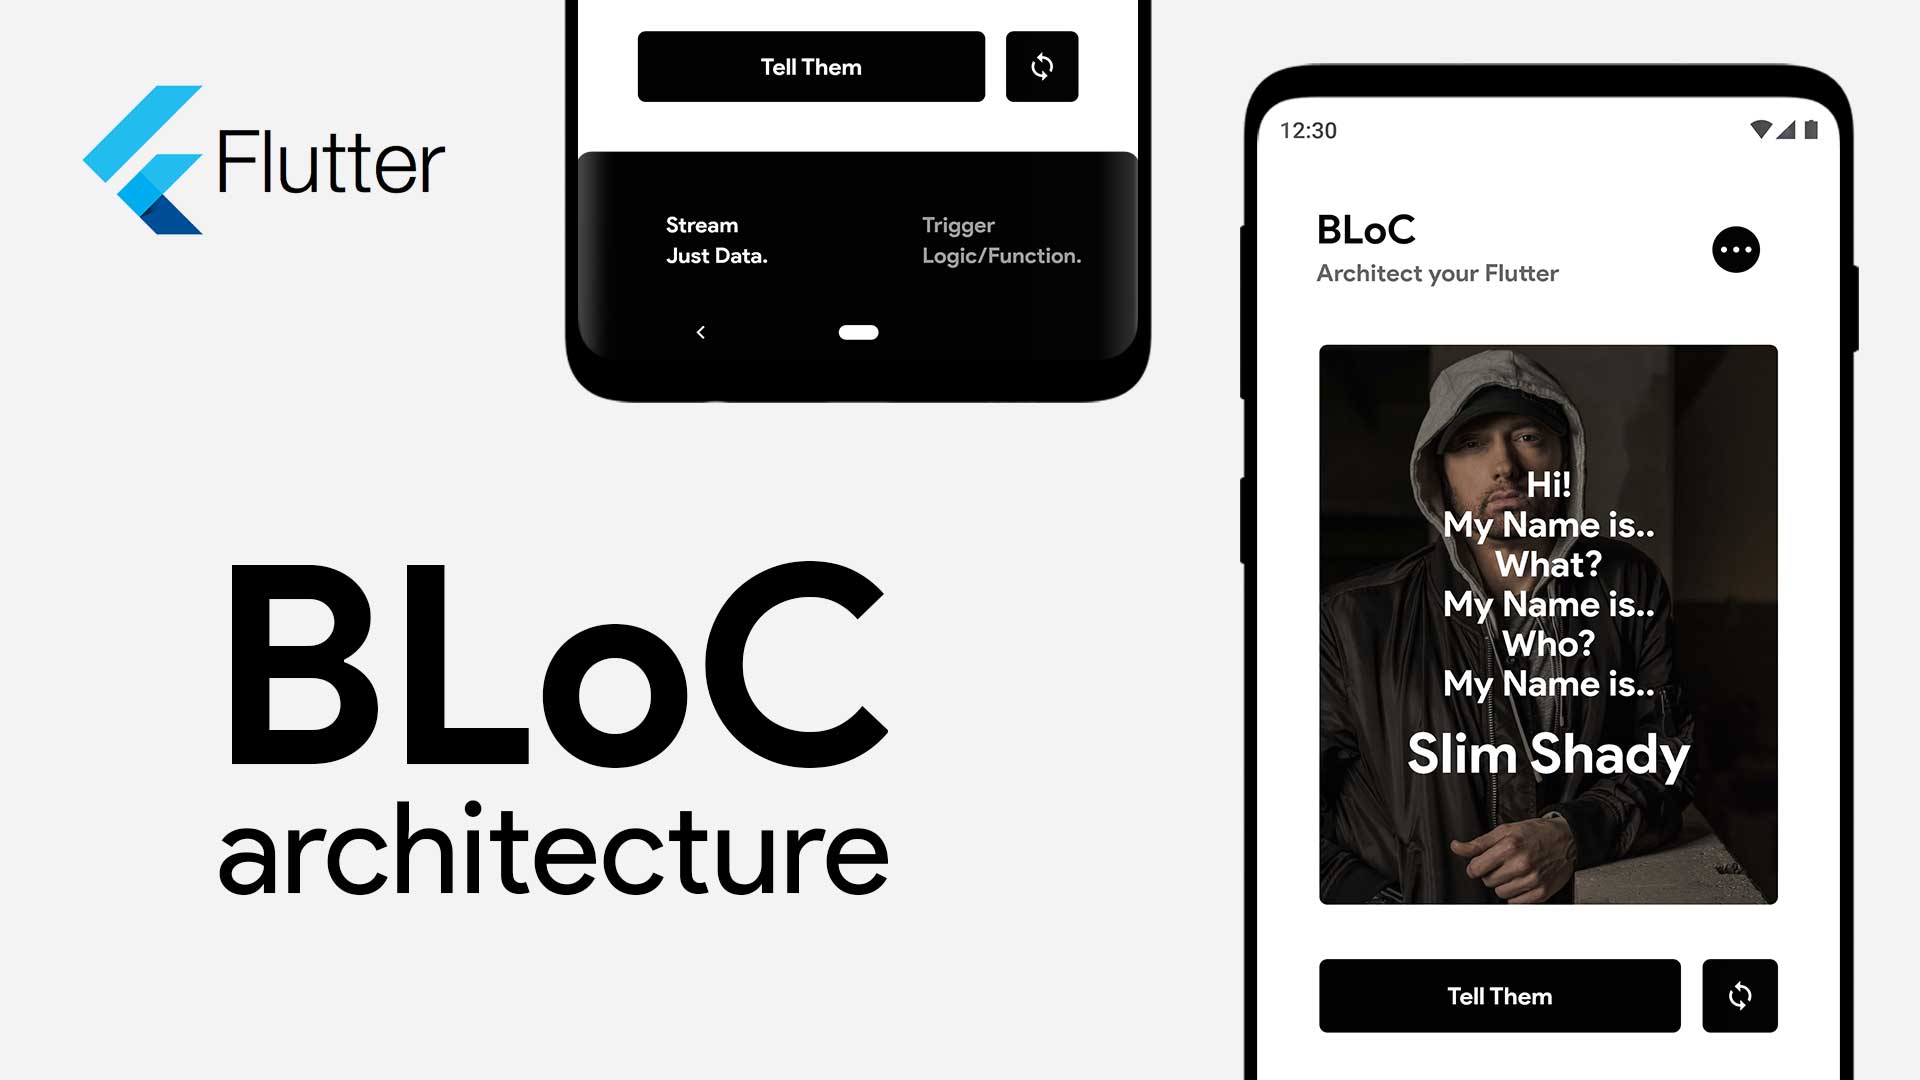 Flutter
BLoC
architecture
Tell Them
Stream
Just Data.
Trigger
Logic/Function.
12:30
BLoC
Architect your Flutter
Hi!
My Name is..
What?
My Name is..
Who?
My Name is..
Slim Shady
Tell Them